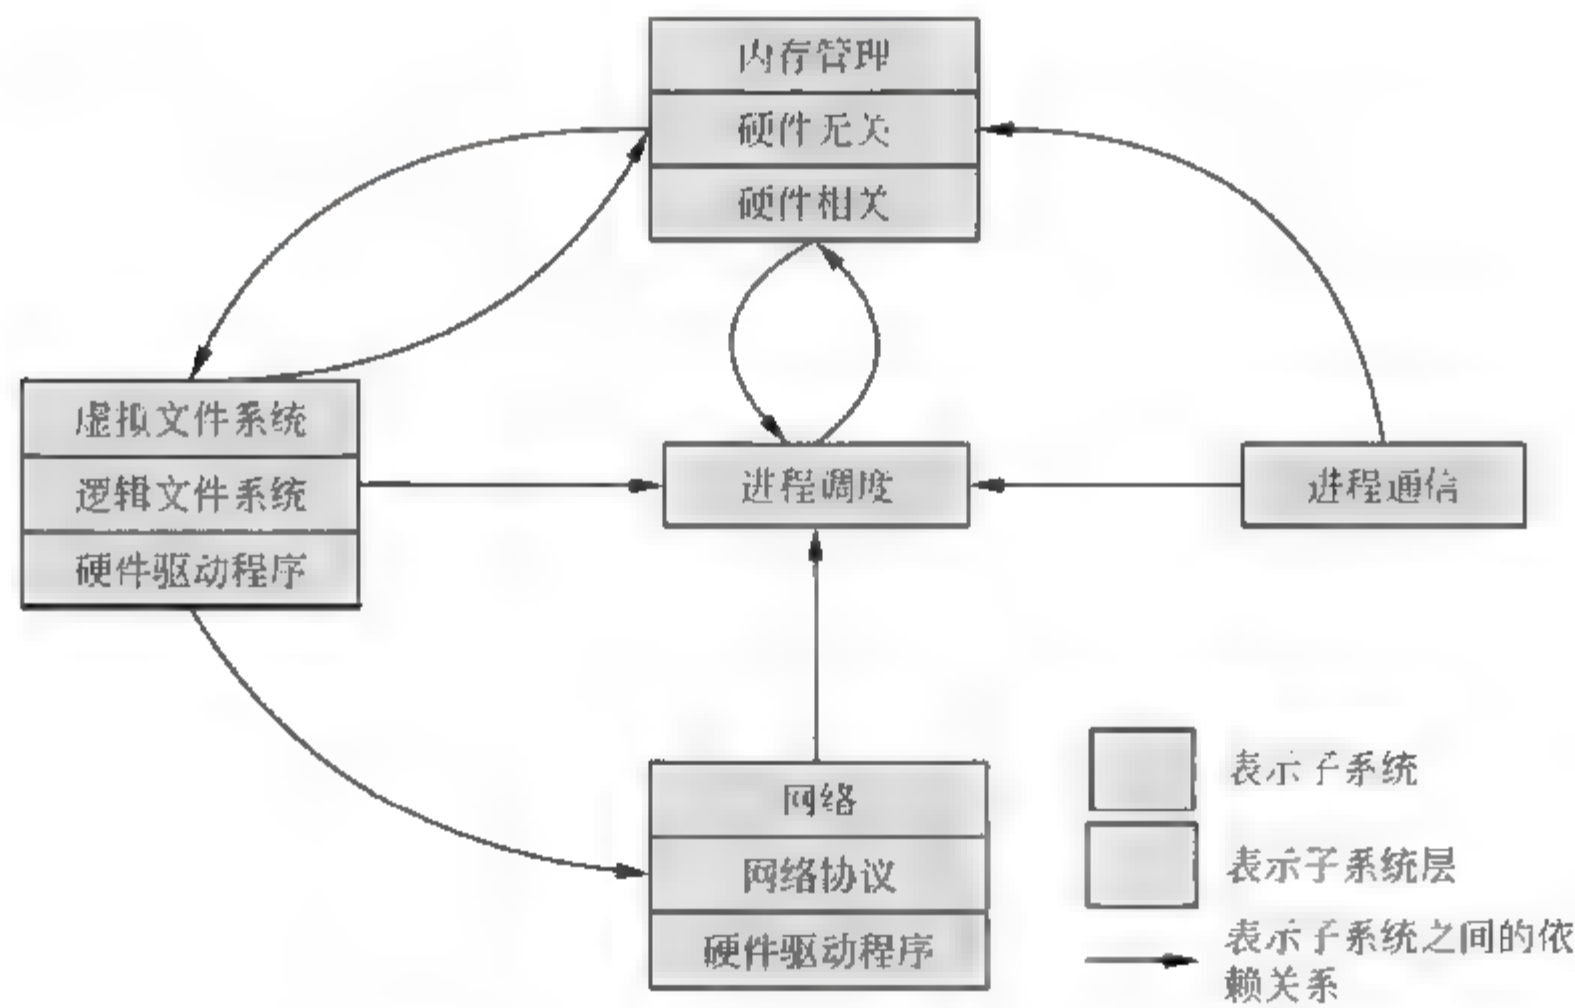 内存管理
硬件无关
硬件相关
虚拟文件系统
逻辑文件系统
硬件驱动程序
进程调度
进程通信
网络
网络协议
硬件驱动程序
表示子系统
表示子系统层
表示子系统之间的依
赖关系